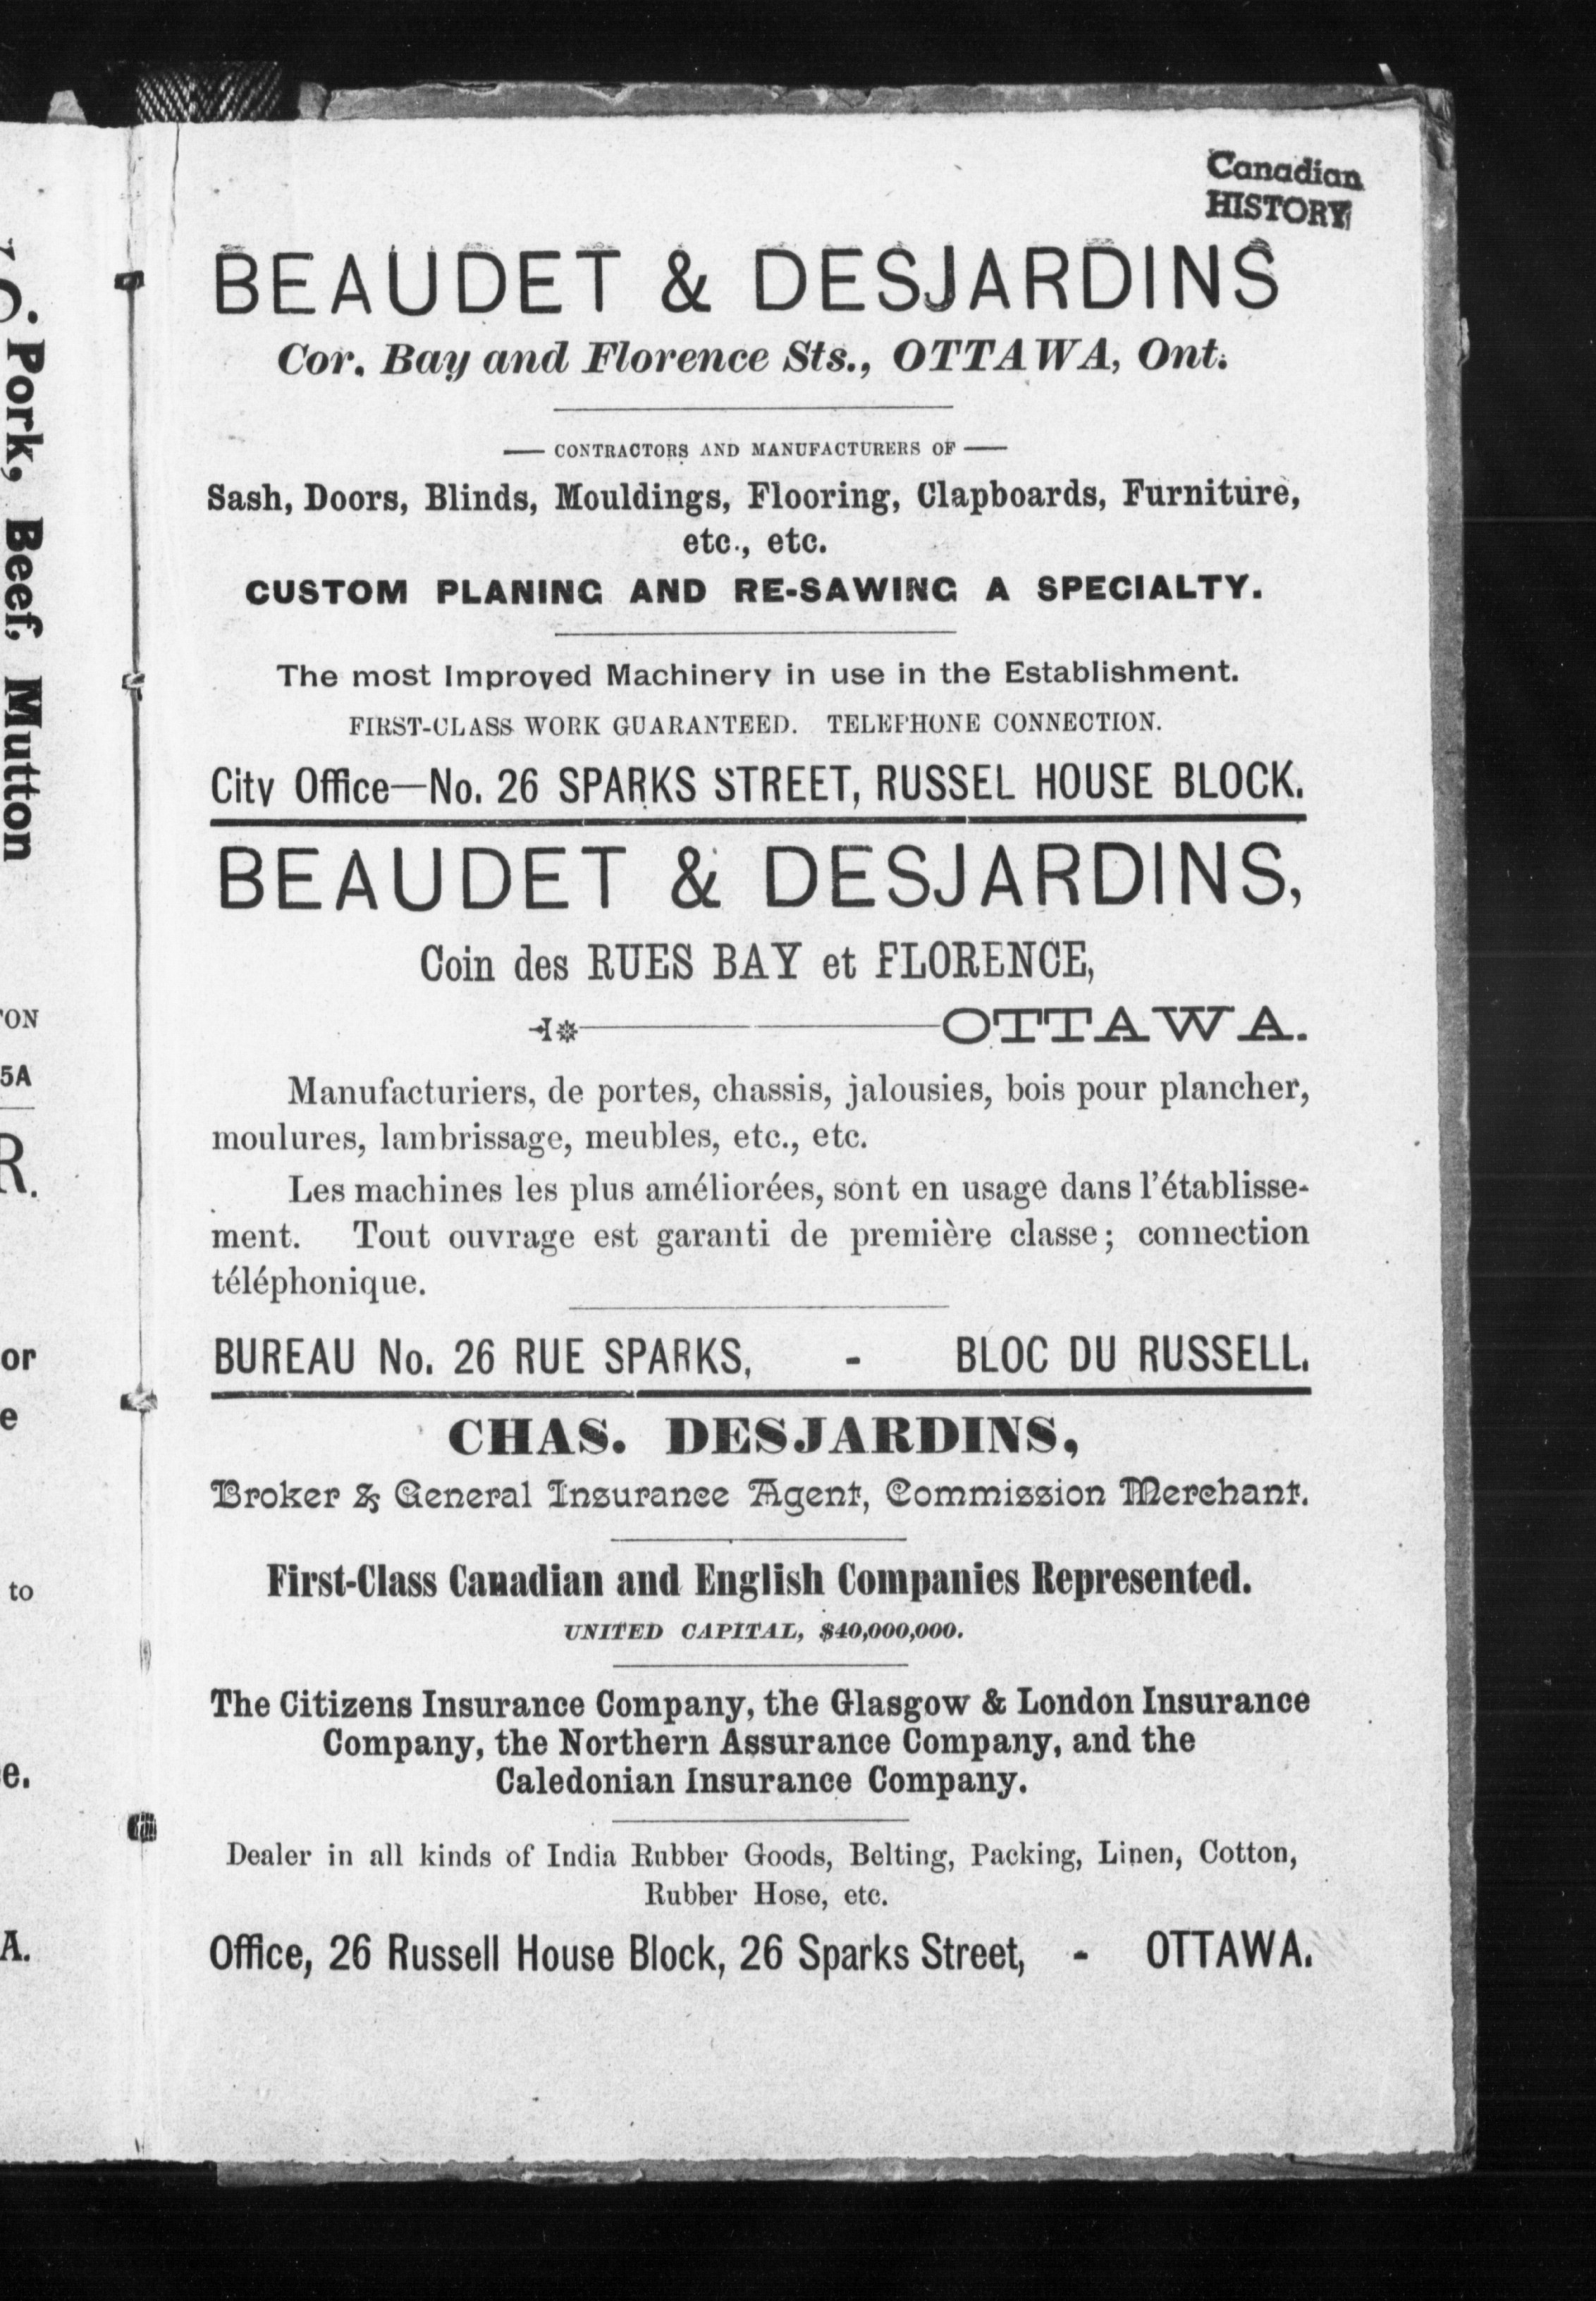 Canadian
HISTORY
BEAUDET & DESJARDINS
Cor. Bay and Florence Sts., OTTAWA, Ont.
CONTRACTORS AND MANUFACTURERS OF
Sash, Doors, Blinds, Mouldings, Flooring, Clapboards, Furniture,
etc., etc.
CUSTOM PLANING AND RE-SAWING A SPECIALTY.
The most Improved Machinery in use in the Establishment.
FIRST-CLASS WORK GUARANTEED. TELEPHONE CONNECTION.
City Office—No. 26 SPARKS STREET, RUSSEL HOUSE BLOCK.
BEAUDET & DESJARDINS,
Coin des RUES BAY et FLORENCE,
OTTAWA.
Manufacturiers, de portes, chassis, jalousies, bois pour plancher,
moulures, lambrissage, meubles, etc., etc.
Les machines les plus améliorées, sont en usage dans l'établisse-
ment. Tout ouvrage est garanti de première classe; connection
téléphonique.
BUREAU No. 26 RUE SPARKS, - BLOC DU RUSSELL.
CHAS. DESJARDINS,
Broker & General Insurance Agent, Commission Merchant.
First-Class Canadian and English Companies Represented.
UNITED CAPITAL, $40,000,000.
The Citizens Insurance Company, the Glasgow & London Insurance
Company, the Northern Assurance Company, and the
Caledonian Insurance Company.
Dealer in all kinds of India Rubber Goods, Belting, Packing, Linen, Cotton,
Rubber Hose, etc.
Office, 26 Russell House Block, 26 Sparks Street, - OTTAWA.
Pork, Beef, Mutton
5A
R.
or
e
to
e.
A.